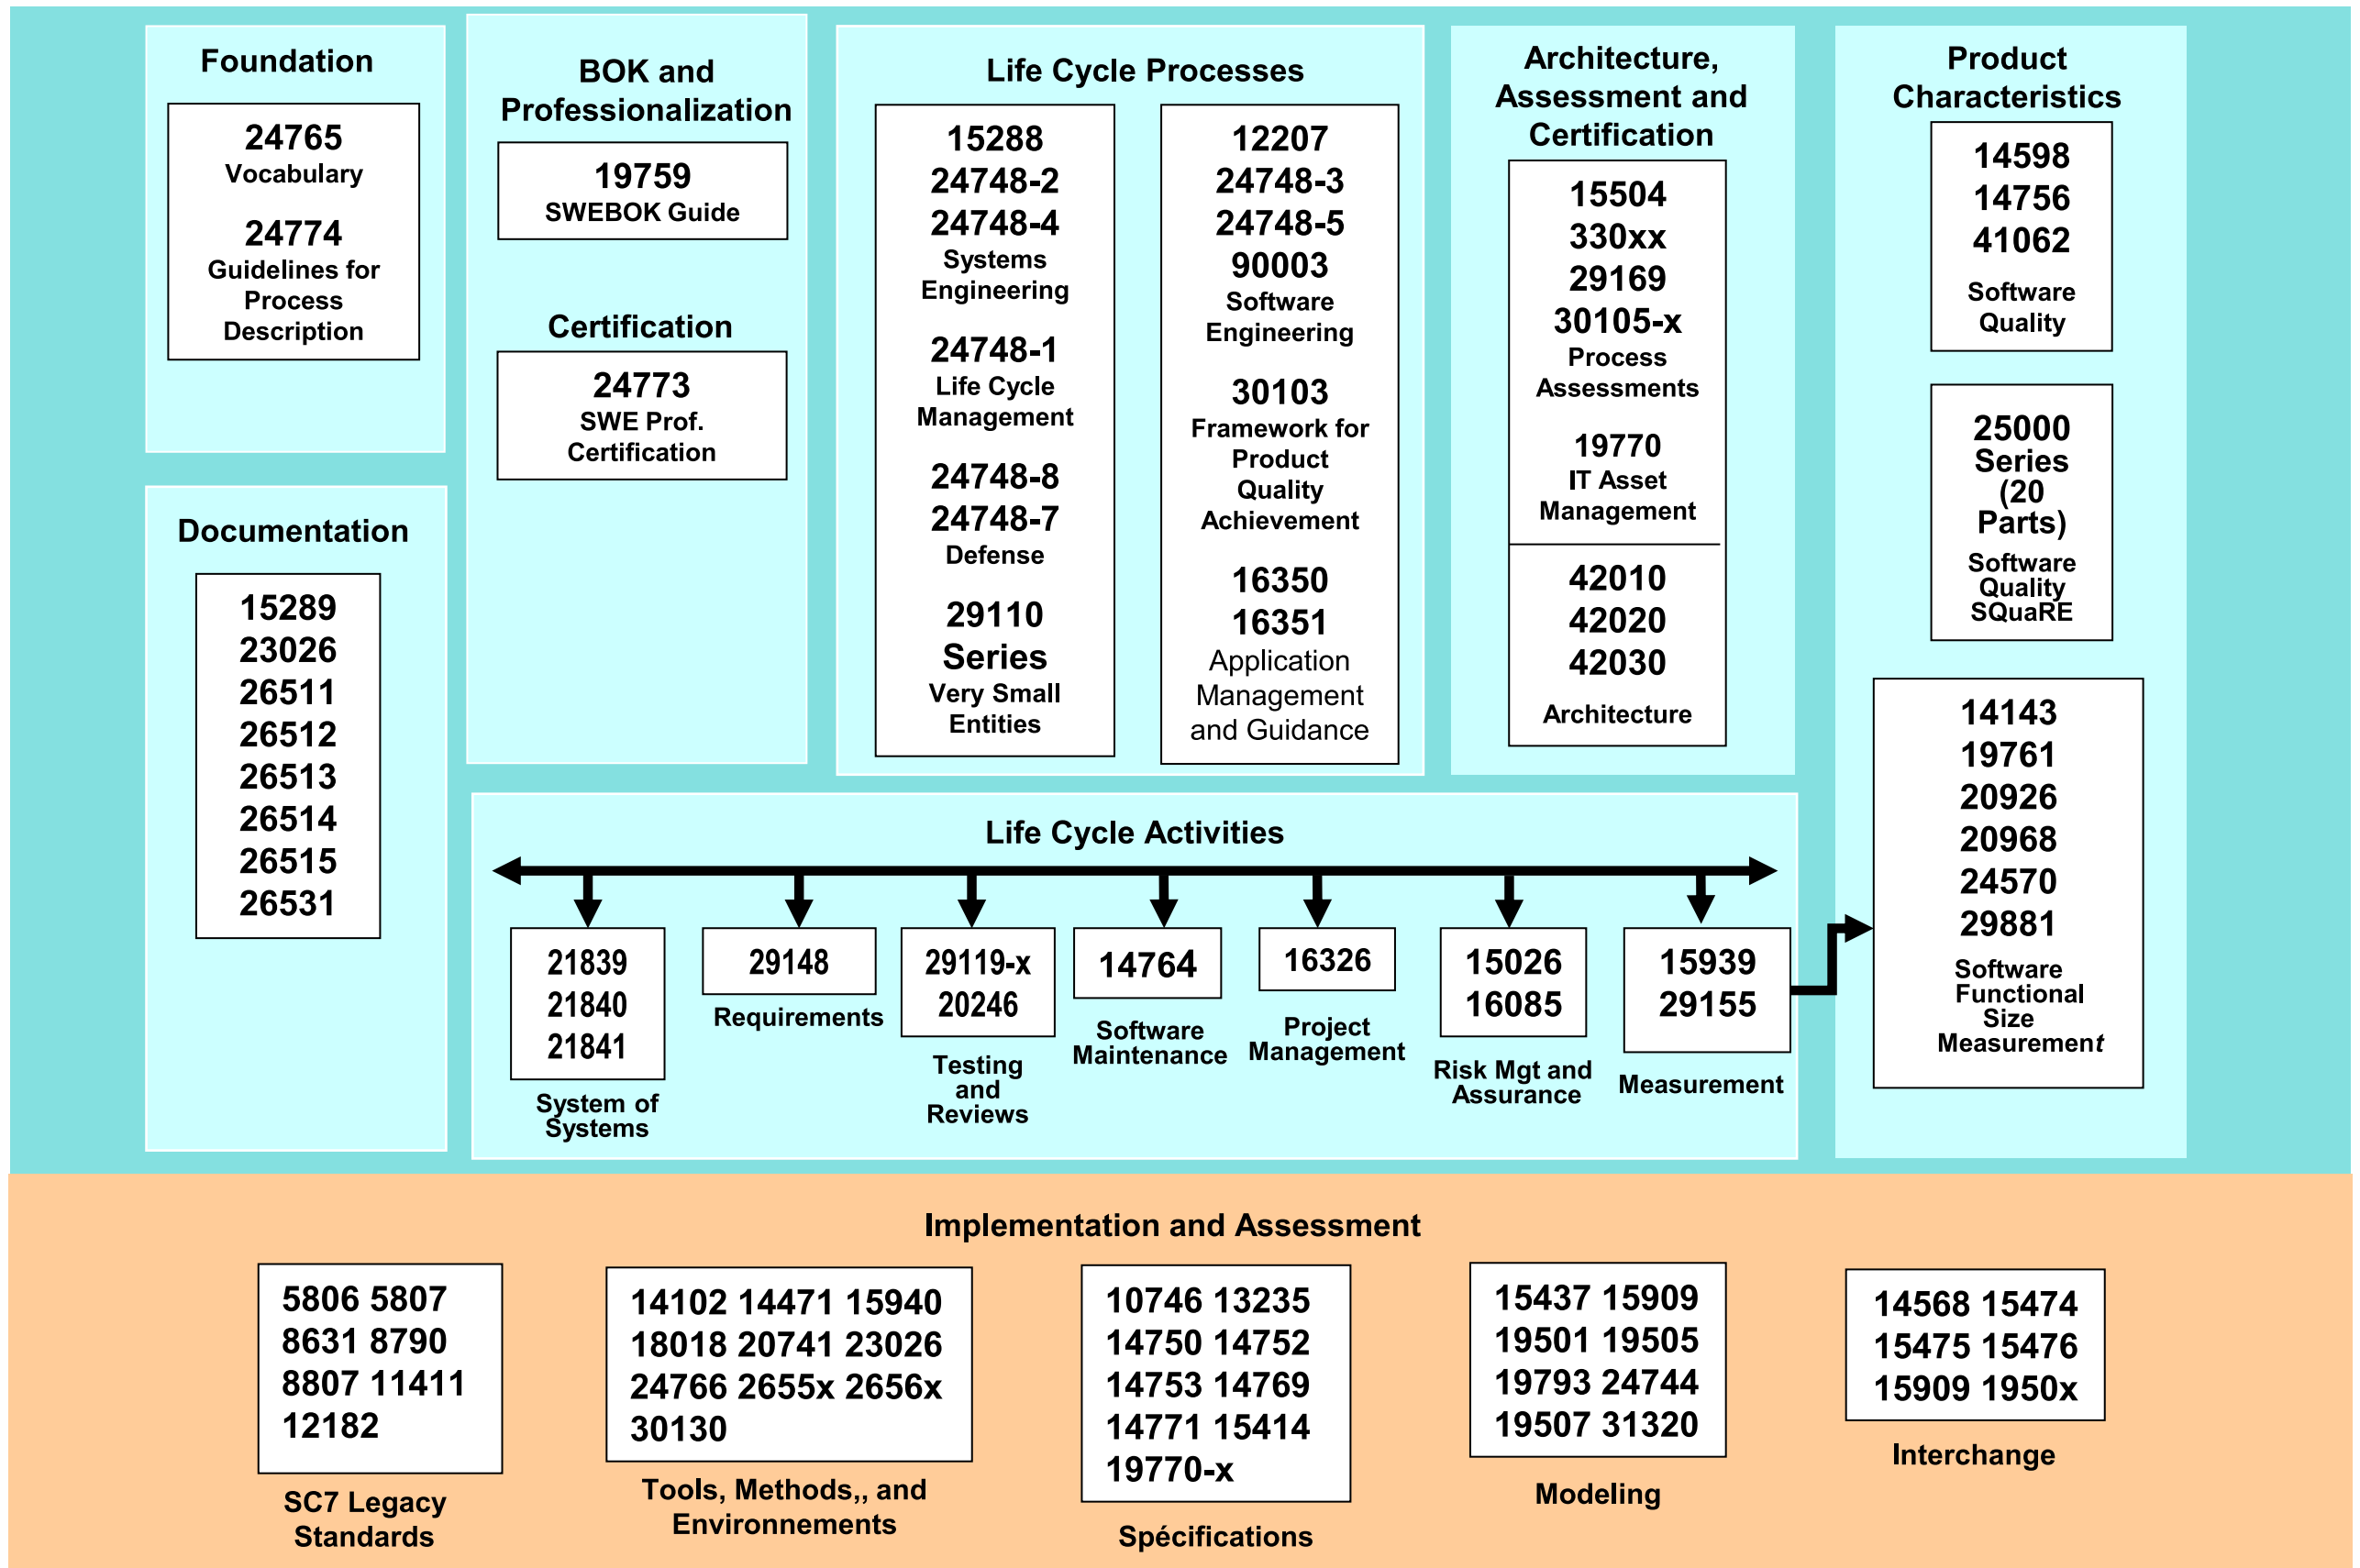 Foundation
24765
Vocabulary
24774
Guidelines for
Process
Description
Documentation
15289
23026
26511
26512
26513
26514
26515
26531
BOK and
Professionalization
19759
SWEBOK Guide
Certification
24773
SWE Prof.
Certification
Life Cycle Processes
15288
24748-2
24748-4
Systems
Engineering
24748-1
Life Cycle
Management
24748-8
24748-7
Defense
29110
Series
Very Small
Entities
12207
24748-3
24748-5
90003
Software
Engineering
30103
Framework for
Product
Quality
Achievement
16350
16351
Application
Management
and Guidance
Architecture,
Assessment and
Certification
15504
330xx
29169
30105-x
Process
Assessments
19770
IT Asset
Management
42010
42020
42030
Architecture
Product
Characteristics
14598
14756
41062
Software
Quality
25000
Series
(20
Parts)
Software
Quality
SQuaRE
14143
19761
20926
20968
24570
29881
Software
Functional
Size
Measurement
Life Cycle Activities
21839
21840
21841
System of
Systems
29148
Requirements
29119-x
20246
Testing
and
Reviews
14764
Software
Maintenance
16326
Project
Management
15026
16085
Risk Mgt and
Assurance
15939
29155
Measurement
Implementation and Assessment
5806 5807
8631 8790
8807 11411
12182
SC7 Legacy
Standards
14102 14471 15940
18018 20741 23026
24766 2655x 2656x
30130
Tools, Methods,, and
Environnements
10746 13235
14750 14752
14753 14769
14771 15414
19770-x
Spécifications
15437 15909
19501 19505
19793 24744
19507 31320
Modeling
14568 15474
15475 15476
15909 1950x
Interchange